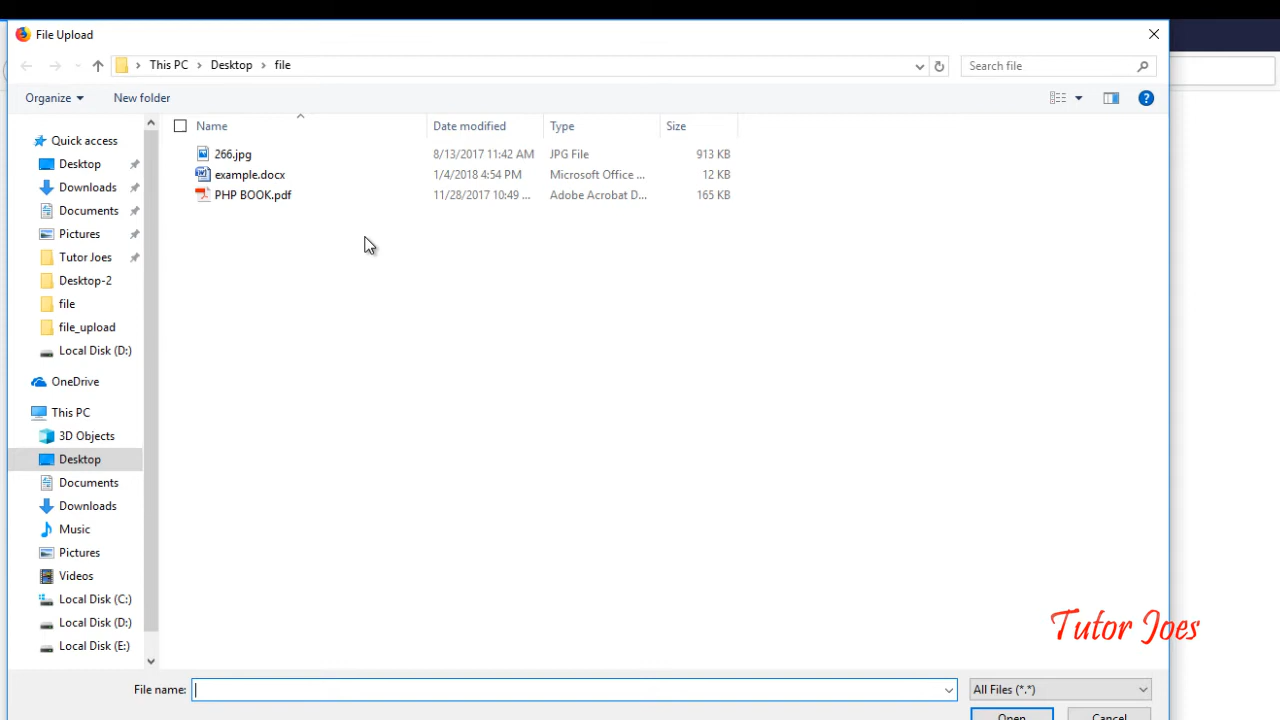 File Upload
This PC Desktop file
Search file
Organize New folder
Name Date modified Type Size
266.jpg 8/13/2017 11:42 AM JPG File 913 KB
example.docx 1/4/2018 4:54 PM Microsoft Office ... 12 KB
PHP BOOK.pdf 11/28/2017 10:49 ... Adobe Acrobat D... 165 KB
Quick access
Desktop
Downloads
Documents
Pictures
Tutor Joes
Desktop-2
file
file_upload
Local Disk (D:)
OneDrive
This PC
3D Objects
Desktop
Documents
Downloads
Music
Pictures
Videos
Local Disk (C:)
Local Disk (D:)
Local Disk (E:)
Tutor Joes
File name: All Files (*.*)
Open Cancel